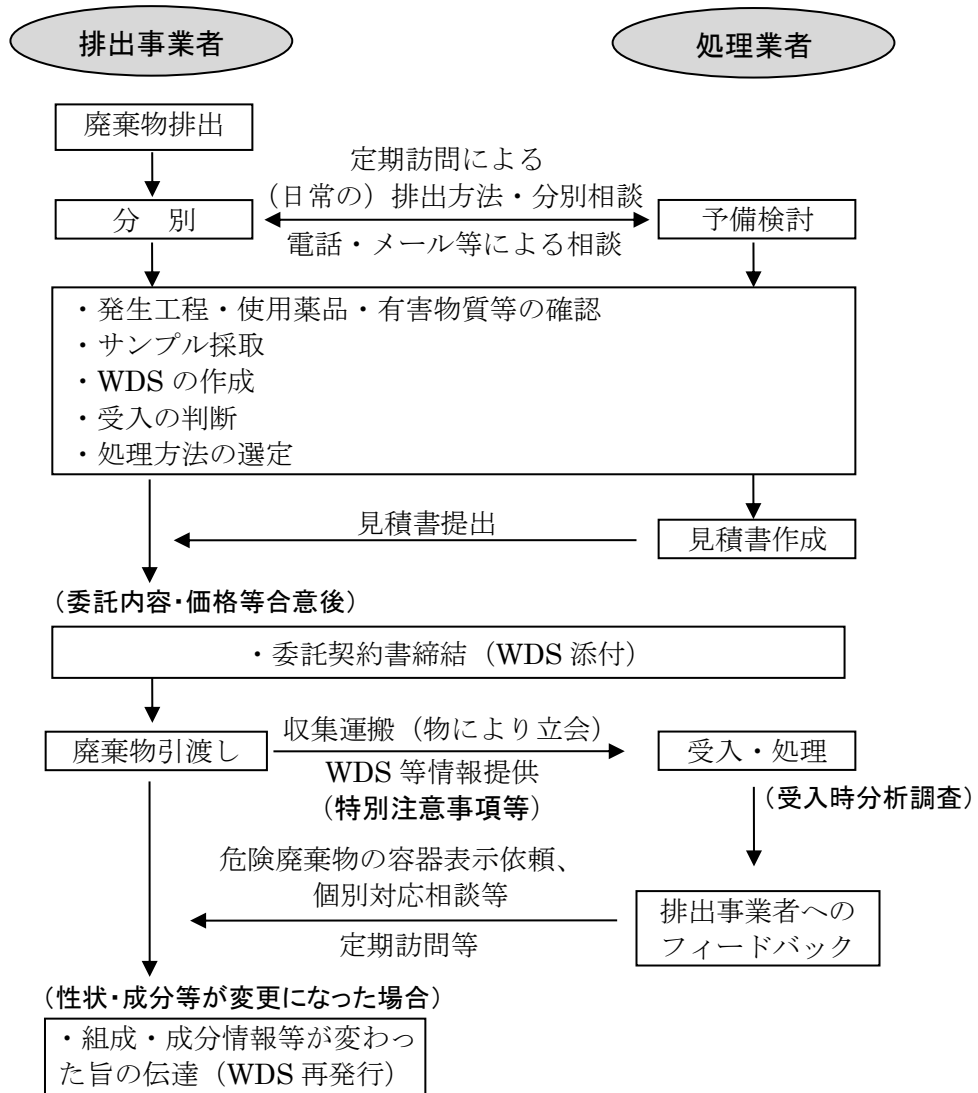 排出事業者
処理業者
廃棄物排出
定期訪問による
（日常の）排出方法・分別相談
分　別
予備検討
電話・メール等による相談
・発生工程・使用薬品・有害物質等の確認
・サンプル採取
・WDS の作成
・受入の判断
・処理方法の選定
見積書提出
見積書作成
（委託内容・価格等合意後）
・委託契約書締結（WDS 添付）
収集運搬（物により立会）
廃棄物引渡し
受入・処理
WDS 等情報提供
（特別注意事項等）
（受入時分析調査）
危険廃棄物の容器表示依頼、
個別対応相談等
排出事業者への
フィードバック
定期訪問等
（性状・成分等が変更になった場合）
・組成・成分情報等が変わっ
た旨の伝達（WDS 再発行）